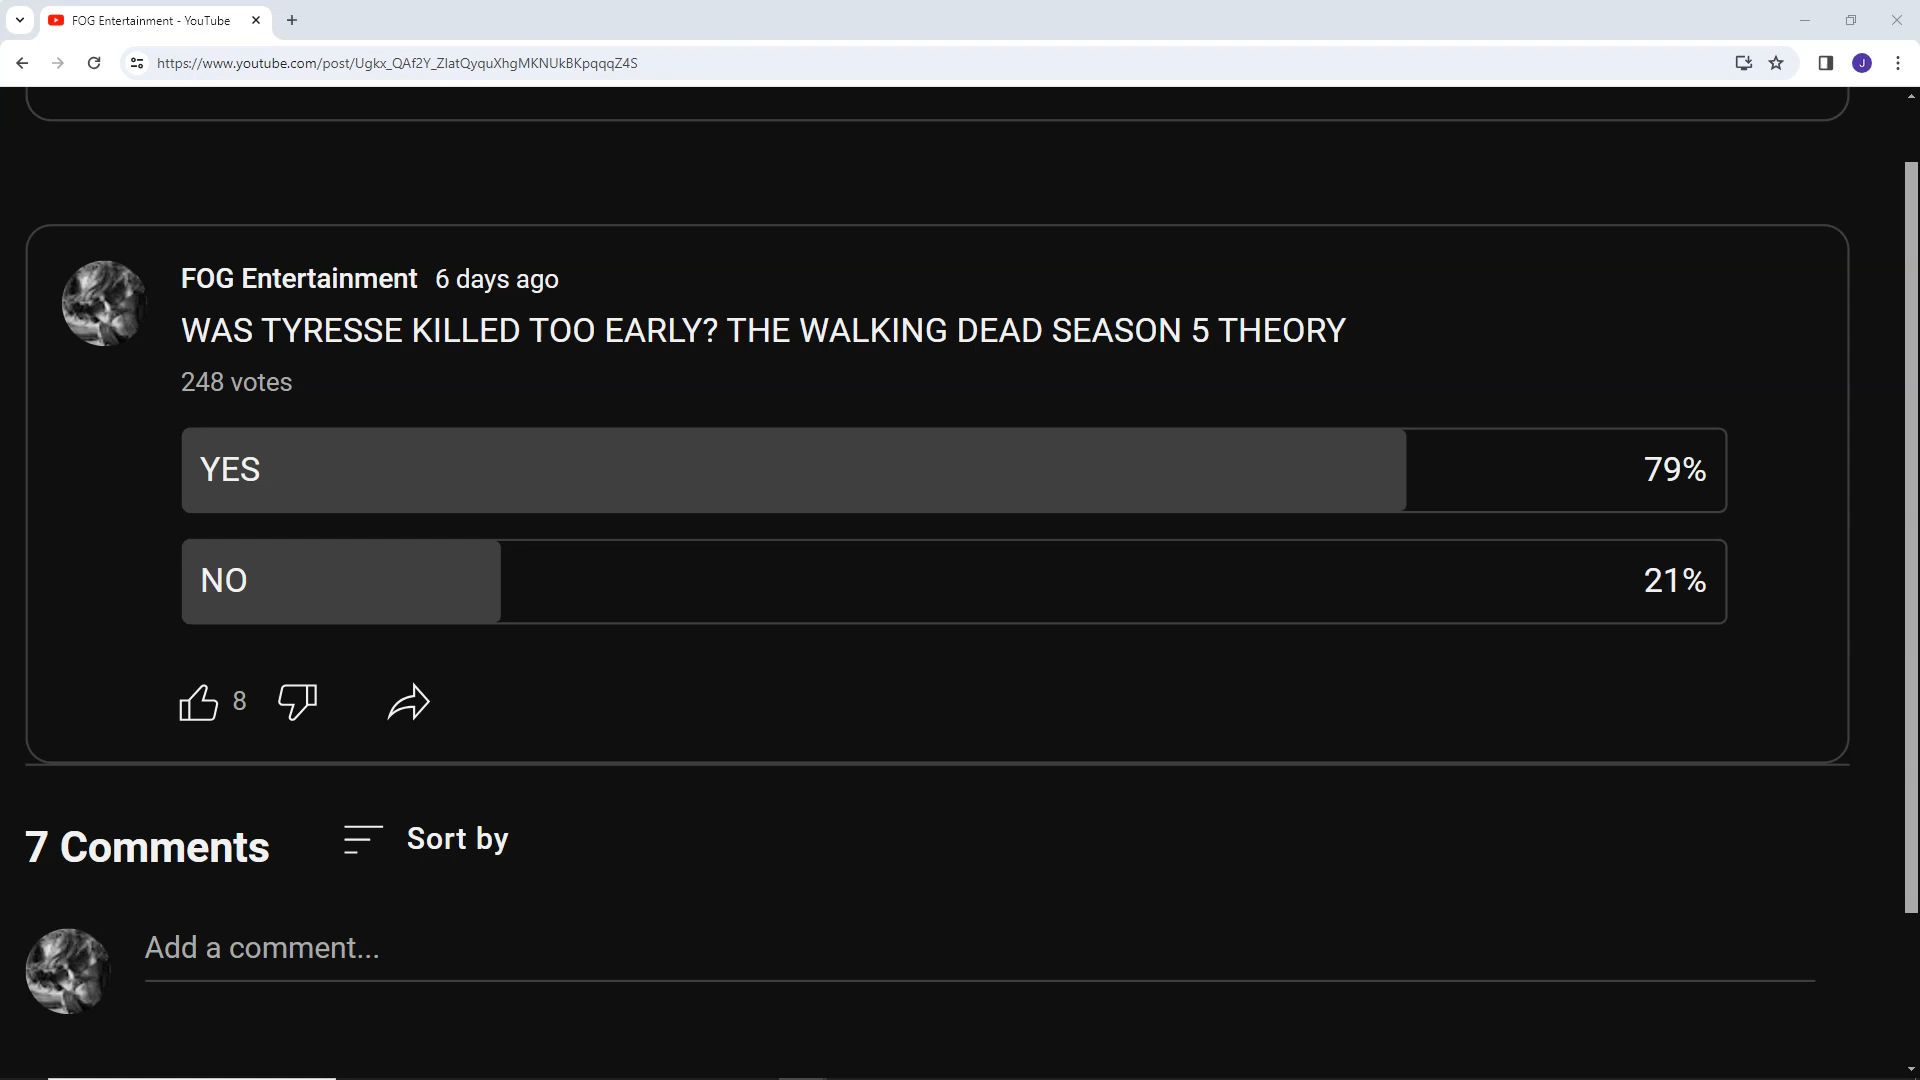 FOG Entertainment - YouTube
https://www.youtube.com/post/Ugkx_QAf2Y_ZlatQyquXhgMKNUkBKpqqqZ4S
J
FOG Entertainment 6 days ago
WAS TYRESSE KILLED TOO EARLY? THE WALKING DEAD SEASON 5 THEORY
248 votes
YES 79%
NO 21%
8
7 Comments Sort by
Add a comment...